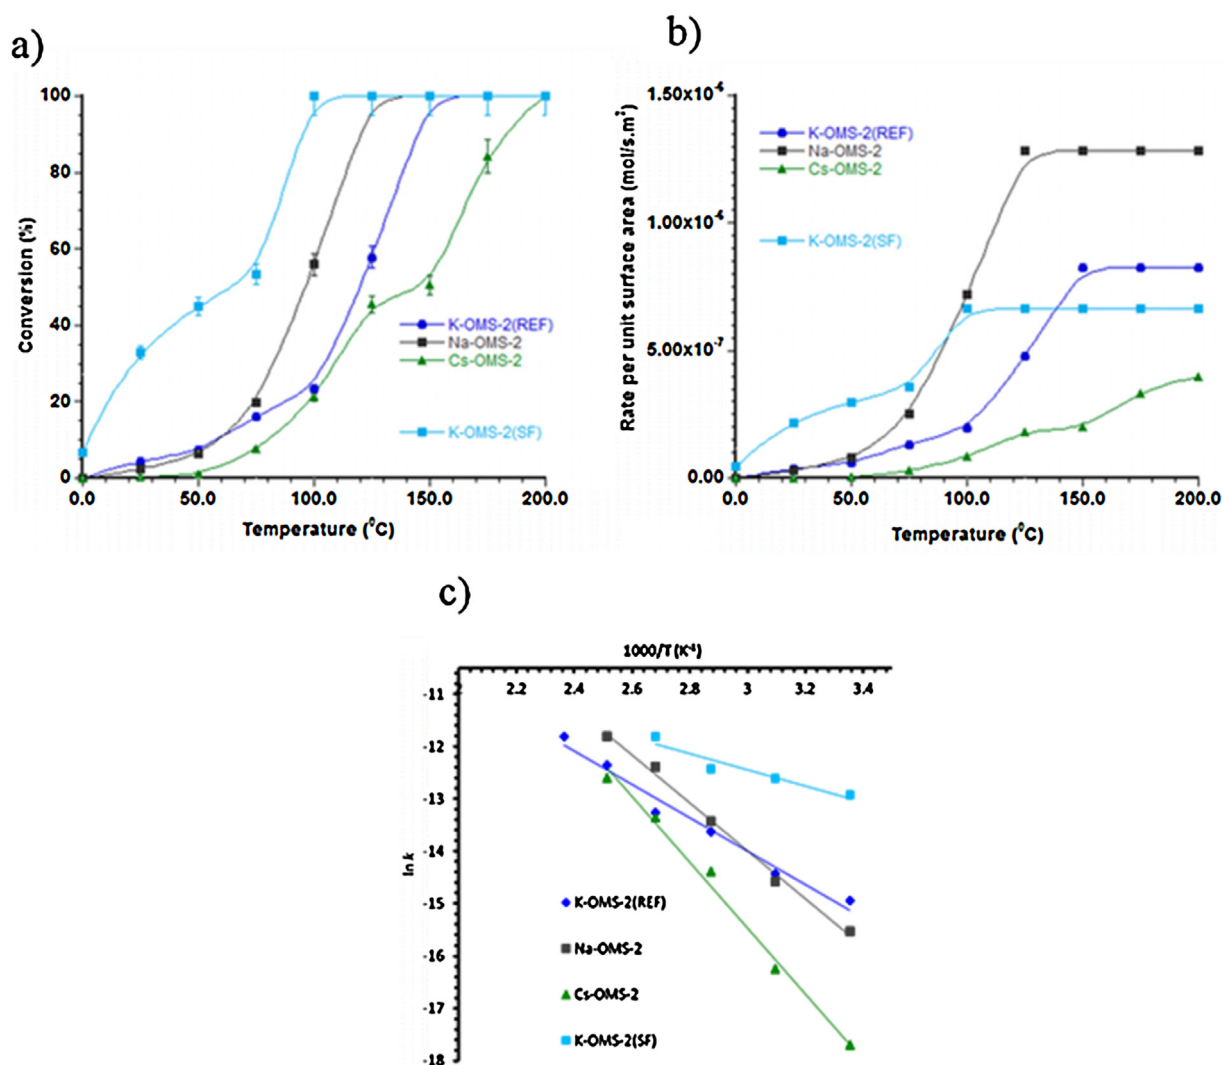 a)
100
80
60
40
20
0
Conversion (%)
K-OMS-2(REF)
Na-OMS-2
Cs-OMS-2
K-OMS-2(SF)
0.0 50.0 100.0 150.0 200.0
Temperature (⁰C)
b)
1.50x10⁻⁶
1.00x10⁻⁶
5.00x10⁻⁷
0.00
Rate per unit surface area (mol/s.m²)
K-OMS-2(REF)
Na-OMS-2
Cs-OMS-2
K-OMS-2(SF)
0.0 50.0 100.0 150.0 200.0
Temperature (⁰C)
c)
1000/T (K⁻¹)
2 2.2 2.4 2.6 2.8 3 3.2 3.4
-11
-12
-13
-14
-15
-16
-17
-18
ln k
K-OMS-2(REF)
Na-OMS-2
Cs-OMS-2
K-OMS-2(SF)